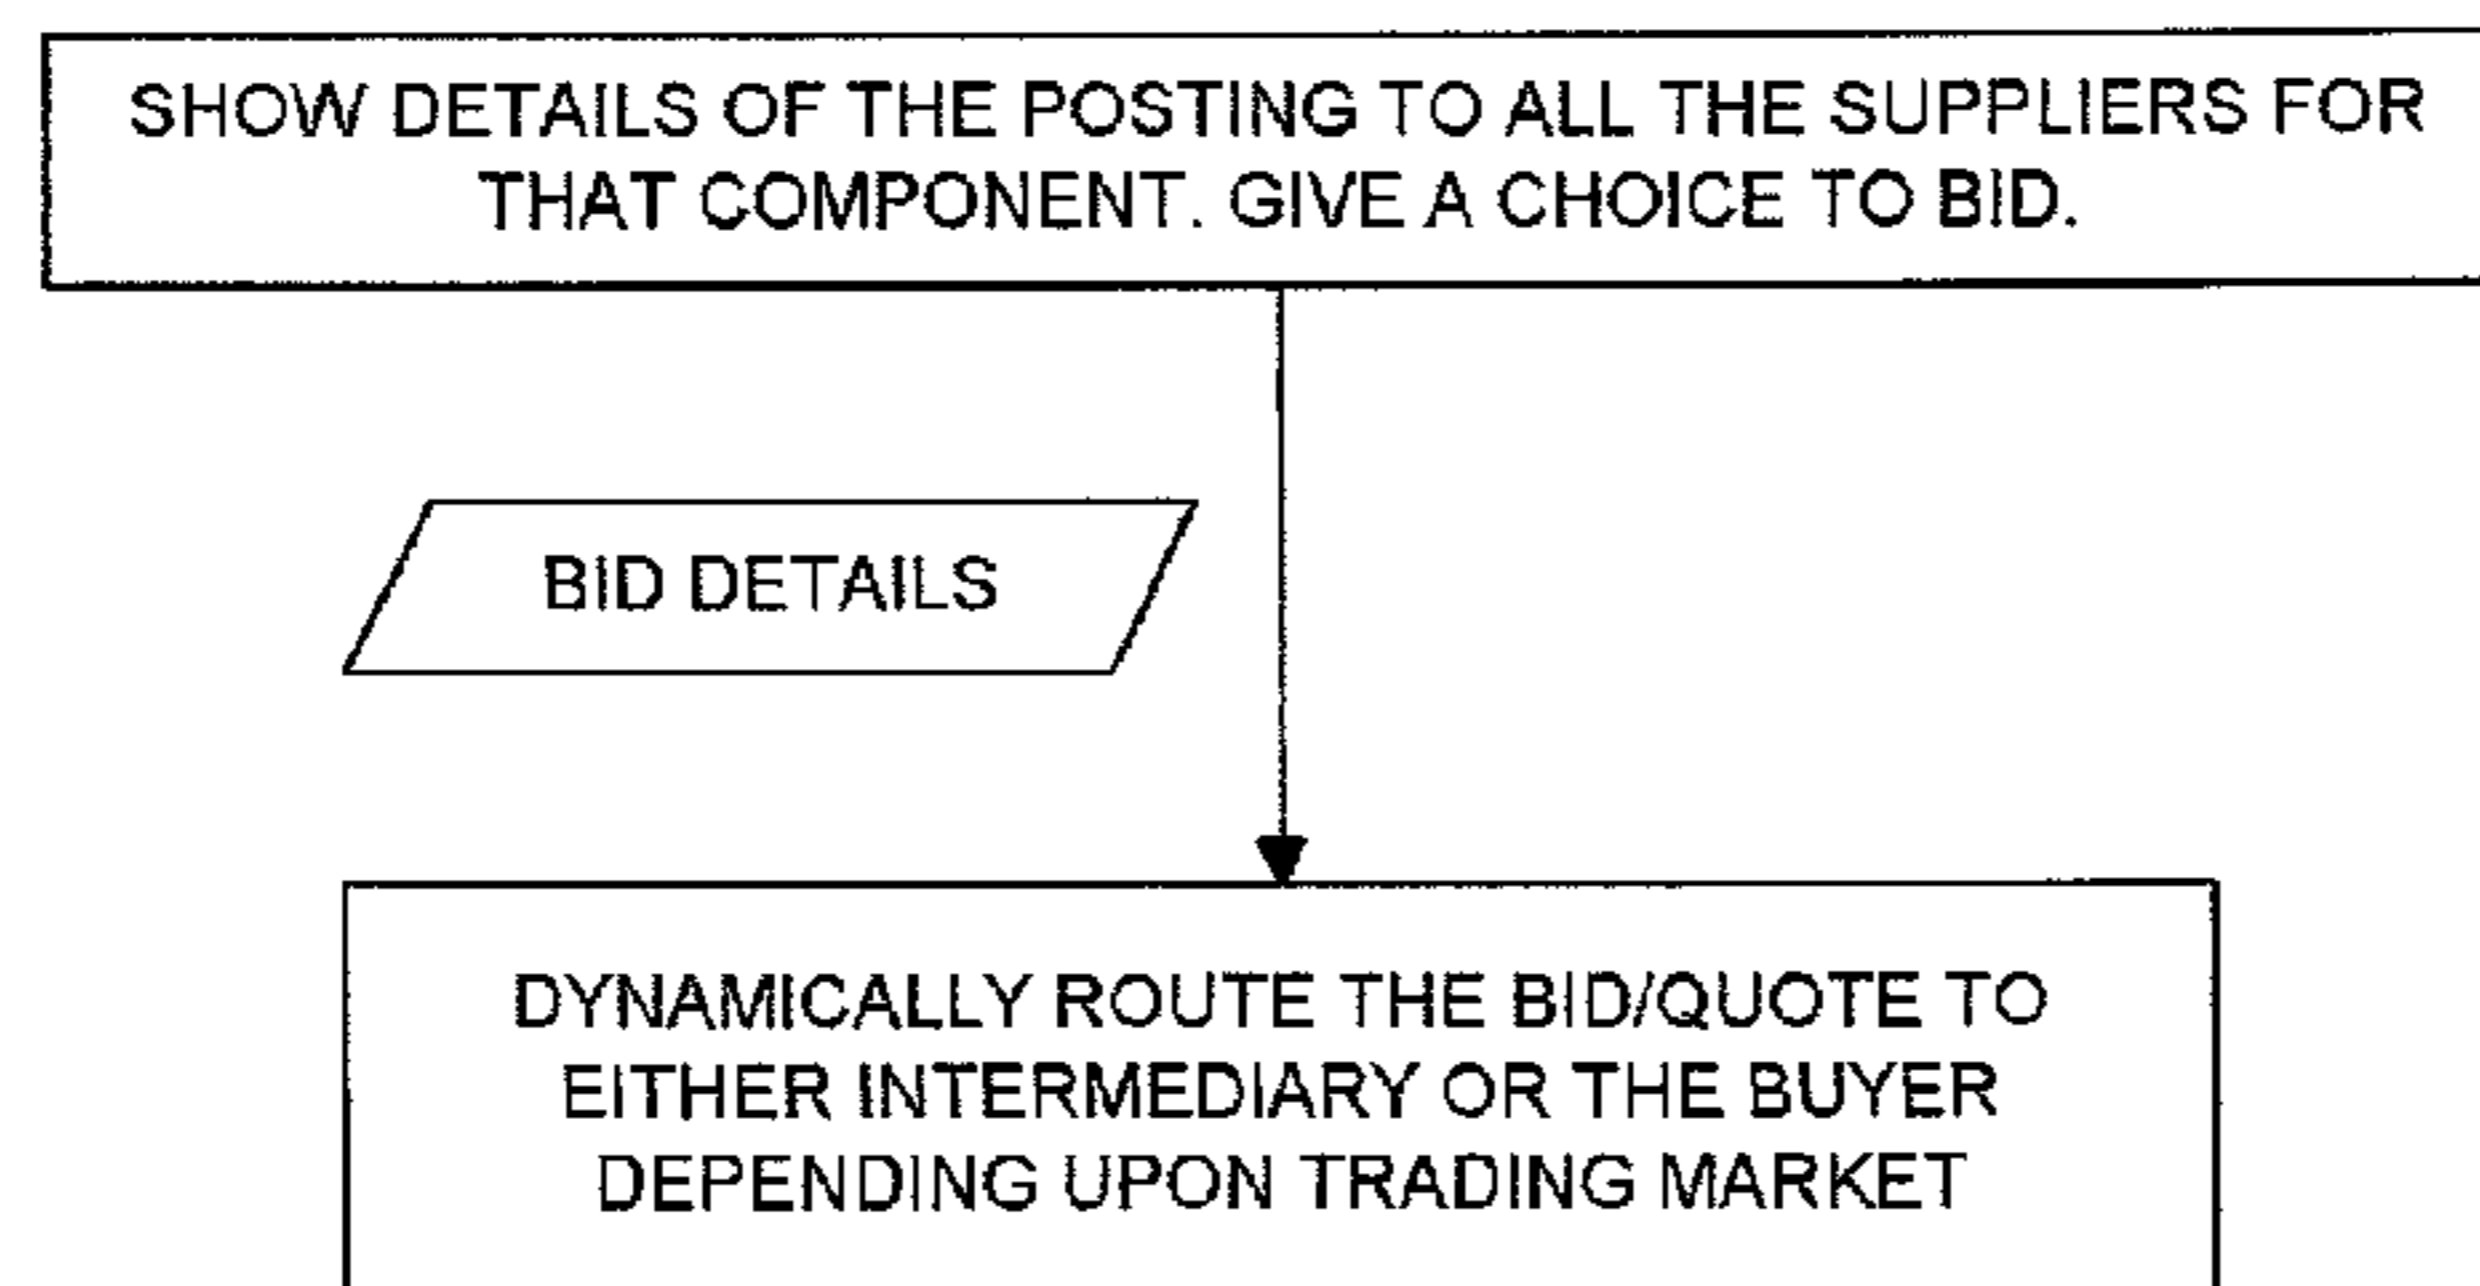 SHOW DETAILS OF THE POSTING TO ALL THE SUPPLIERS FOR
THAT COMPONENT. GIVE A CHOICE TO BID.
BID DETAILS
DYNAMICALLY ROUTE THE BID/QUOTE TO
EITHER INTERMEDIARY OR THE BUYER
DEPENDING UPON TRADING MARKET